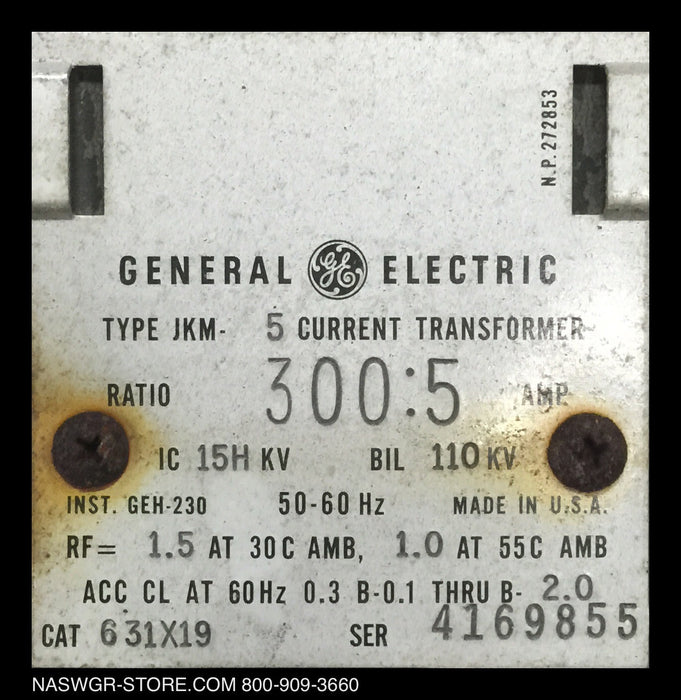 N.P. 272853
GENERAL GE ELECTRIC
TYPE JKM- 5 CURRENT TRANSFORMER
RATIO 300:5 AMP
IC 15H KV BIL 110 KV
INST. GEH-230 50-60 Hz MADE IN U.S.A.
RF= 1.5 AT 30C AMB, 1.0 AT 55C AMB
ACC CL AT 60Hz 0.3 B-0.1 THRU B- 2.0
CAT 631X19 SER 4169855
NASWGR-STORE.COM 800-909-3660